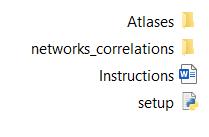 Atlases
networks_correlations
Instructions
setup